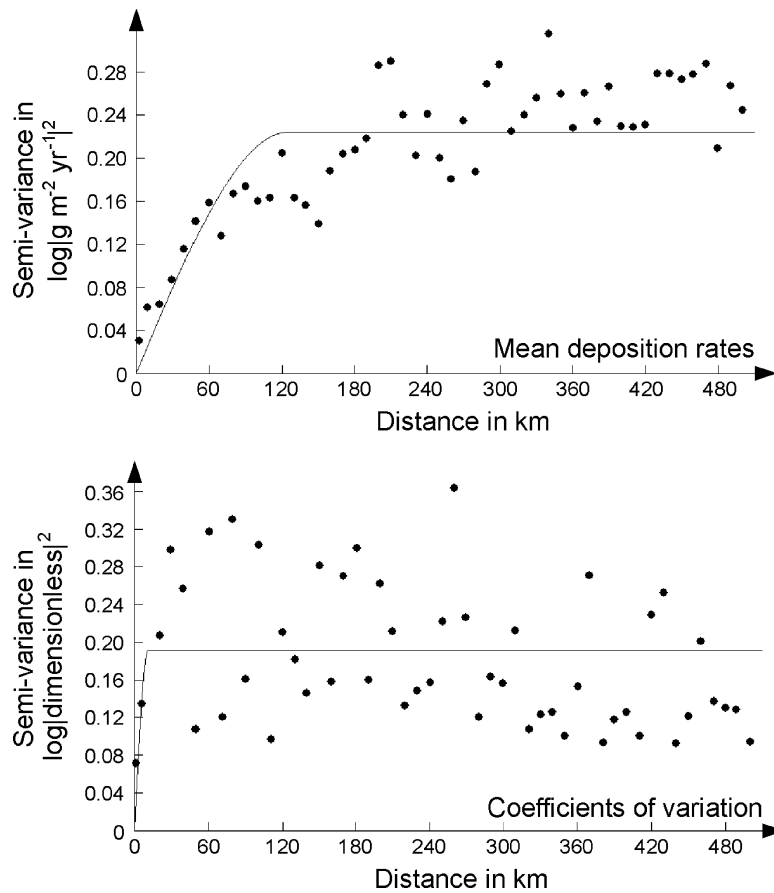 0.28
0.24
0.20
0.16
0.12
0.08
0.04
0
Semi-variance in
log|g m⁻² yr⁻¹|²
Mean deposition rates
0 60 120 180 240 300 360 420 480
Distance in km
0.36
0.32
0.28
0.24
0.20
0.16
0.12
0.08
0.04
0
Semi-variance in
log|dimensionless|²
Coefficients of variation
0 60 120 180 240 300 360 420 480
Distance in km